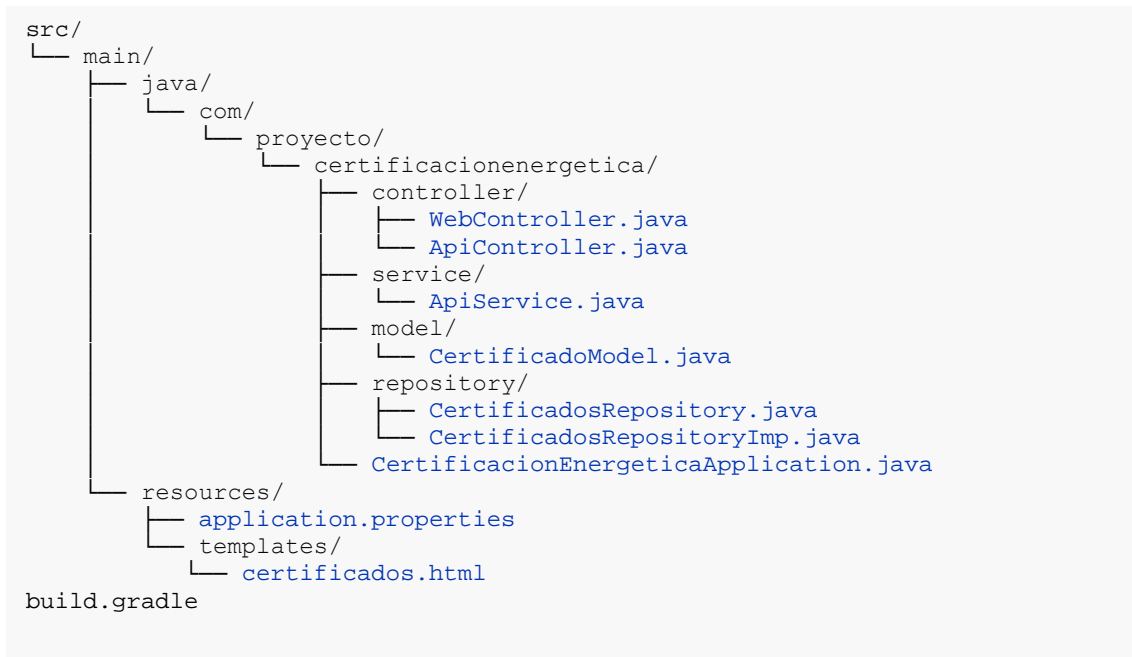 src/
└── main/
    ├── java/
    │   └── com/
    │       └── proyecto/
    │           └── certificacionenergetica/
    │               ├── controller/
    │               │   ├── WebController.java
    │               │   └── ApiController.java
    │               ├── service/
    │               │   └── ApiService.java
    │               ├── model/
    │               │   └── CertificadoModel.java
    │               ├── repository/
    │               │   ├── CertificadosRepository.java
    │               │   └── CertificadosRepositoryImp.java
    │               └── CertificacionEnergeticaApplication.java
    └── resources/
        ├── application.properties
        └── templates/
            └── certificados.html
build.gradle